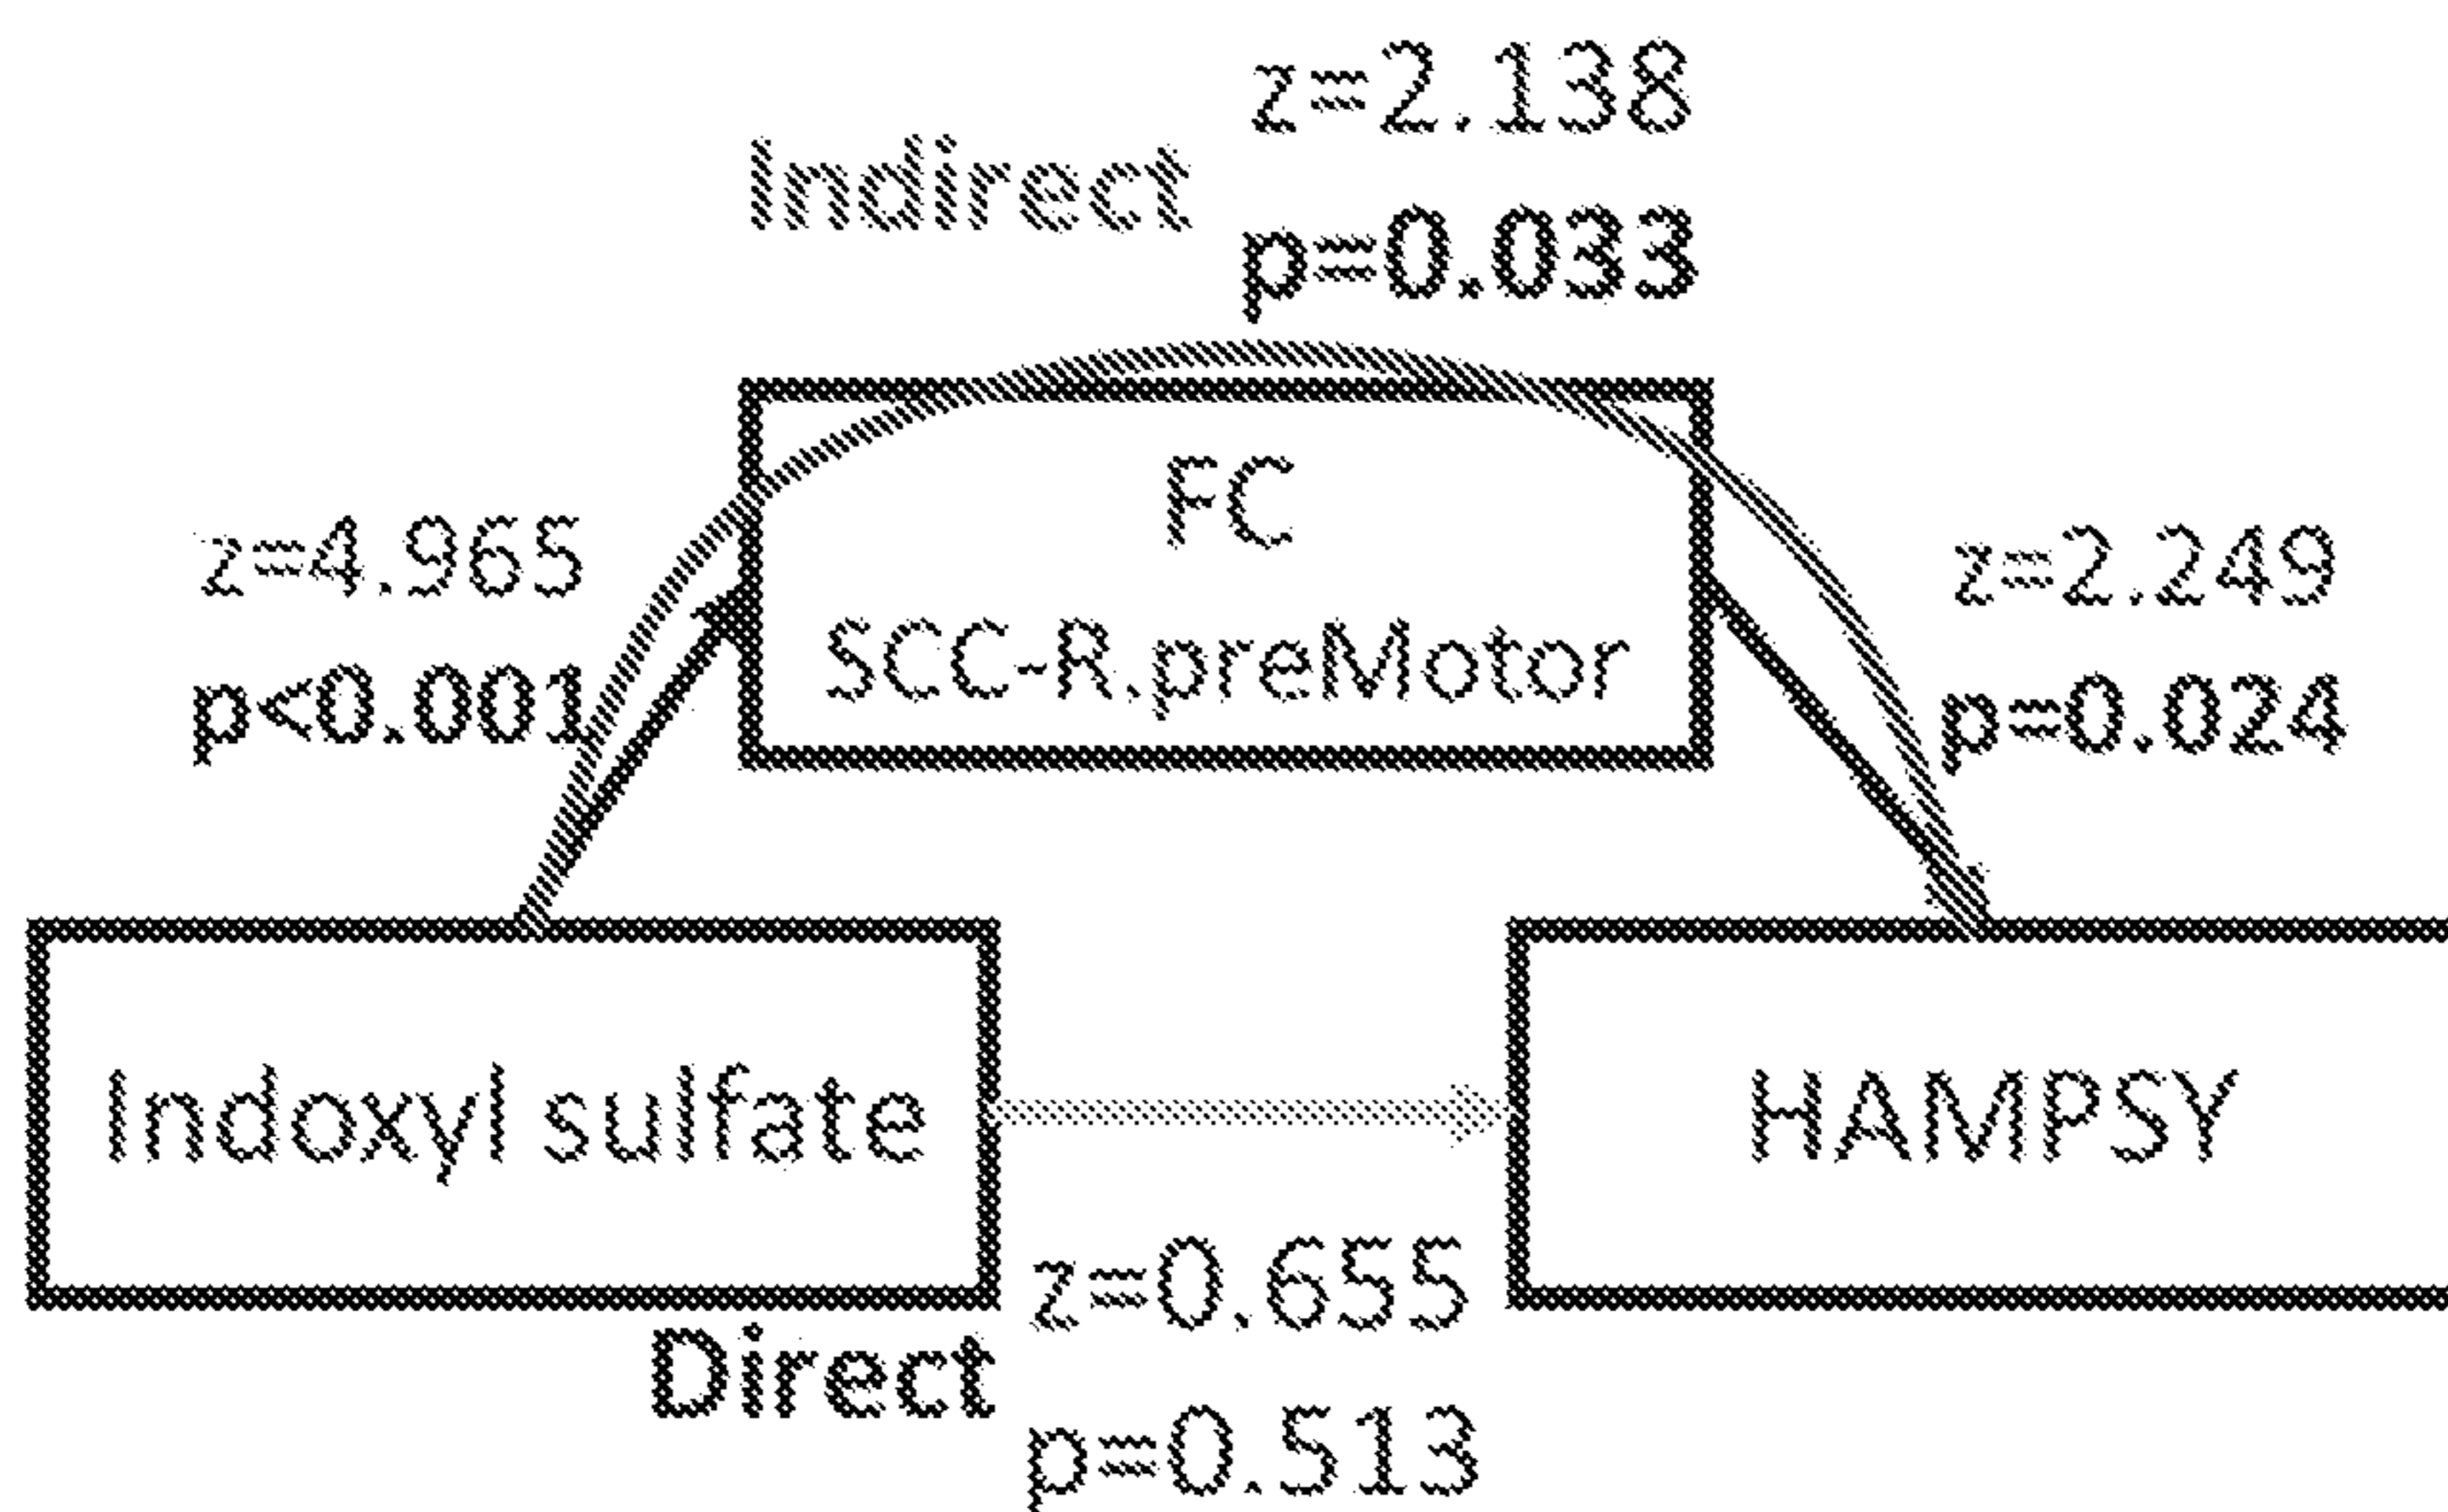 z=2.138
Indirect
p=0.033
FC
z=4.965
z=2.249
SCC-R.preMotor
p<0.001
p=0.024
Indoxyl sulfate
HAMPSY
z=0.655
Direct
p=0.513